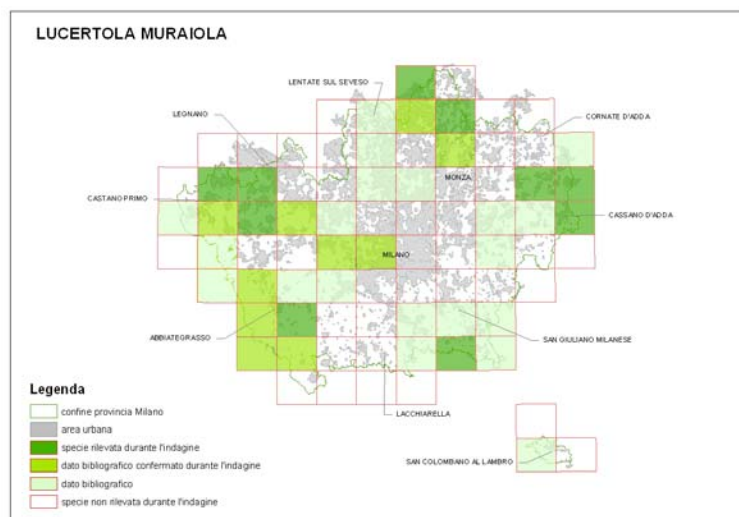 LUCERTOLA MURAIOLA
LENTATE SUL SEVESO
LEGNANO
CORNATE D'ADDA
MONZA
CASTANO PRIMO
CASSANO D'ADDA
MILANO
ABBIATEGRASSO
SAN GIULIANO MILANESE
LACCHIARELLA
SAN COLOMBANO AL LAMBRO
Legenda
confine provincia Milano
area urbana
specie rilevata durante l'indagine
dato bibliografico confermato durante l'indagine
dato bibliografico
specie non rilevata durante l'indagine